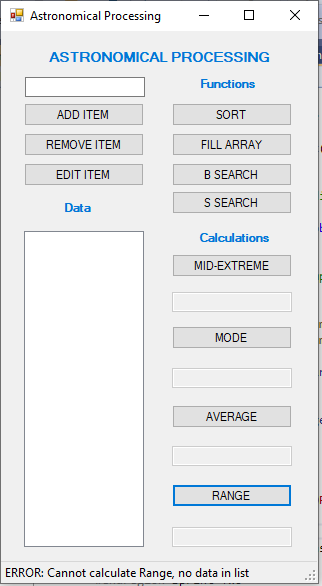 Astronomical Processing
ASTRONOMICAL PROCESSING
Functions
ADD ITEM
SORT
REMOVE ITEM
FILL ARRAY
EDIT ITEM
B SEARCH
S SEARCH
Data
Calculations
MID-EXTREME
MODE
AVERAGE
RANGE
ERROR: Cannot calculate Range, no data in list